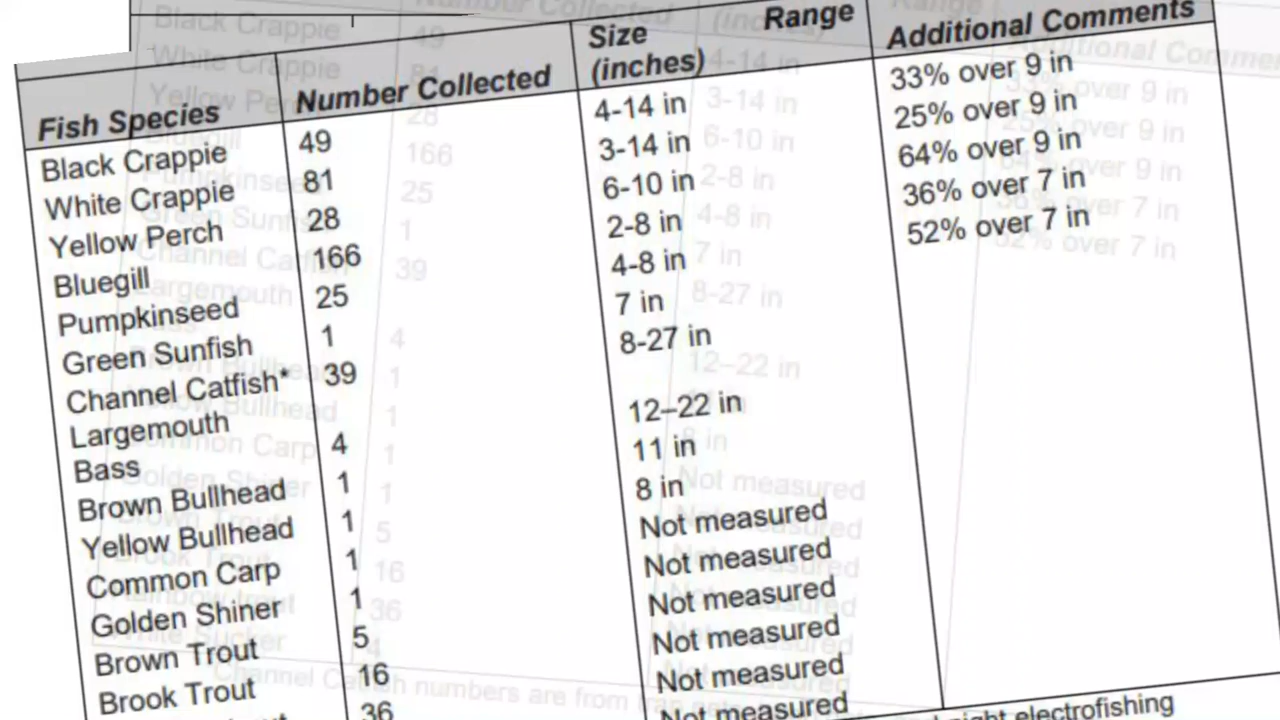 Fish Species Number Collected Size Range (inches) Additional Comments
Black Crappie 49 4-14 in 33% over 9 in
White Crappie 81 3-14 in 25% over 9 in
Yellow Perch 28 6-10 in 64% over 9 in
Bluegill 166 2-8 in 36% over 7 in
Pumpkinseed 25 4-8 in 52% over 7 in
Green Sunfish 1 7 in
Channel Catfish* 39 8-27 in
Largemouth
Bass 4 12–22 in
Brown Bullhead 1 11 in
Yellow Bullhead 1 8 in
Common Carp 1 Not measured
Golden Shiner 1 Not measured
Brown Trout 5 Not measured
Brook Trout 16 Not measured
36 Not measured
Not measured
night electrofishing